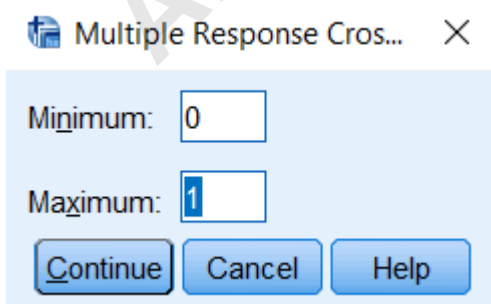 Multiple Response Cros...
Minimum: 0
Maximum: 1
Continue Cancel Help